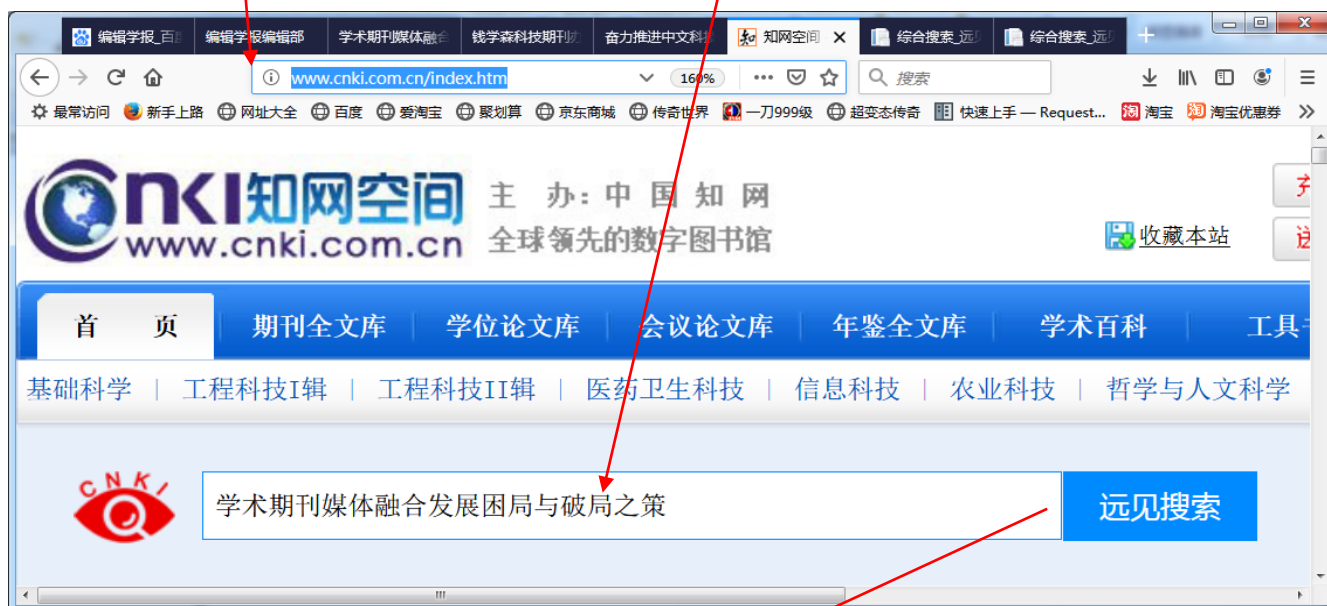 编辑学报_百 编辑学报编辑部 学术期刊媒体融合 钱学森科技期刊办 奋力推进中文科 知网空间 综合搜索_远 综合搜索_远
www.cnki.com.cn/index.htm 160% 搜索
最常访问 新手上路 网址大全 百度 爱淘宝 聚划算 京东商城 传奇世界 一刀999级 超变态传奇 快速上手 — Request... 淘宝 淘宝优惠券
CNKI知网空间 主 办:中 国 知 网
www.cnki.com.cn 全球领先的数字图书馆
收藏本站
首 页 期刊全文库 学位论文库 会议论文库 年鉴全文库 学术百科 工具
基础科学 | 工程科技I辑 | 工程科技II辑 | 医药卫生科技 | 信息科技 | 农业科技 | 哲学与人文科学
CNKI
学术期刊媒体融合发展困局与破局之策 远见搜索